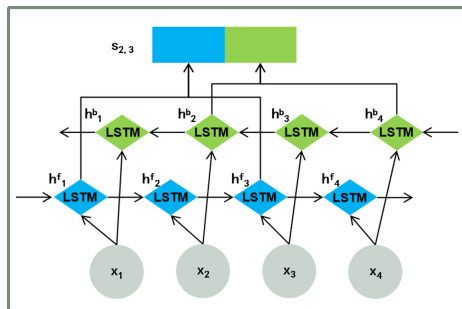 s2, 3
hb1 hb2 hb3 hb4
LSTM LSTM LSTM LSTM
hf1 hf2 hf3 hf4
LSTM LSTM LSTM LSTM
x1 x2 x3 x4